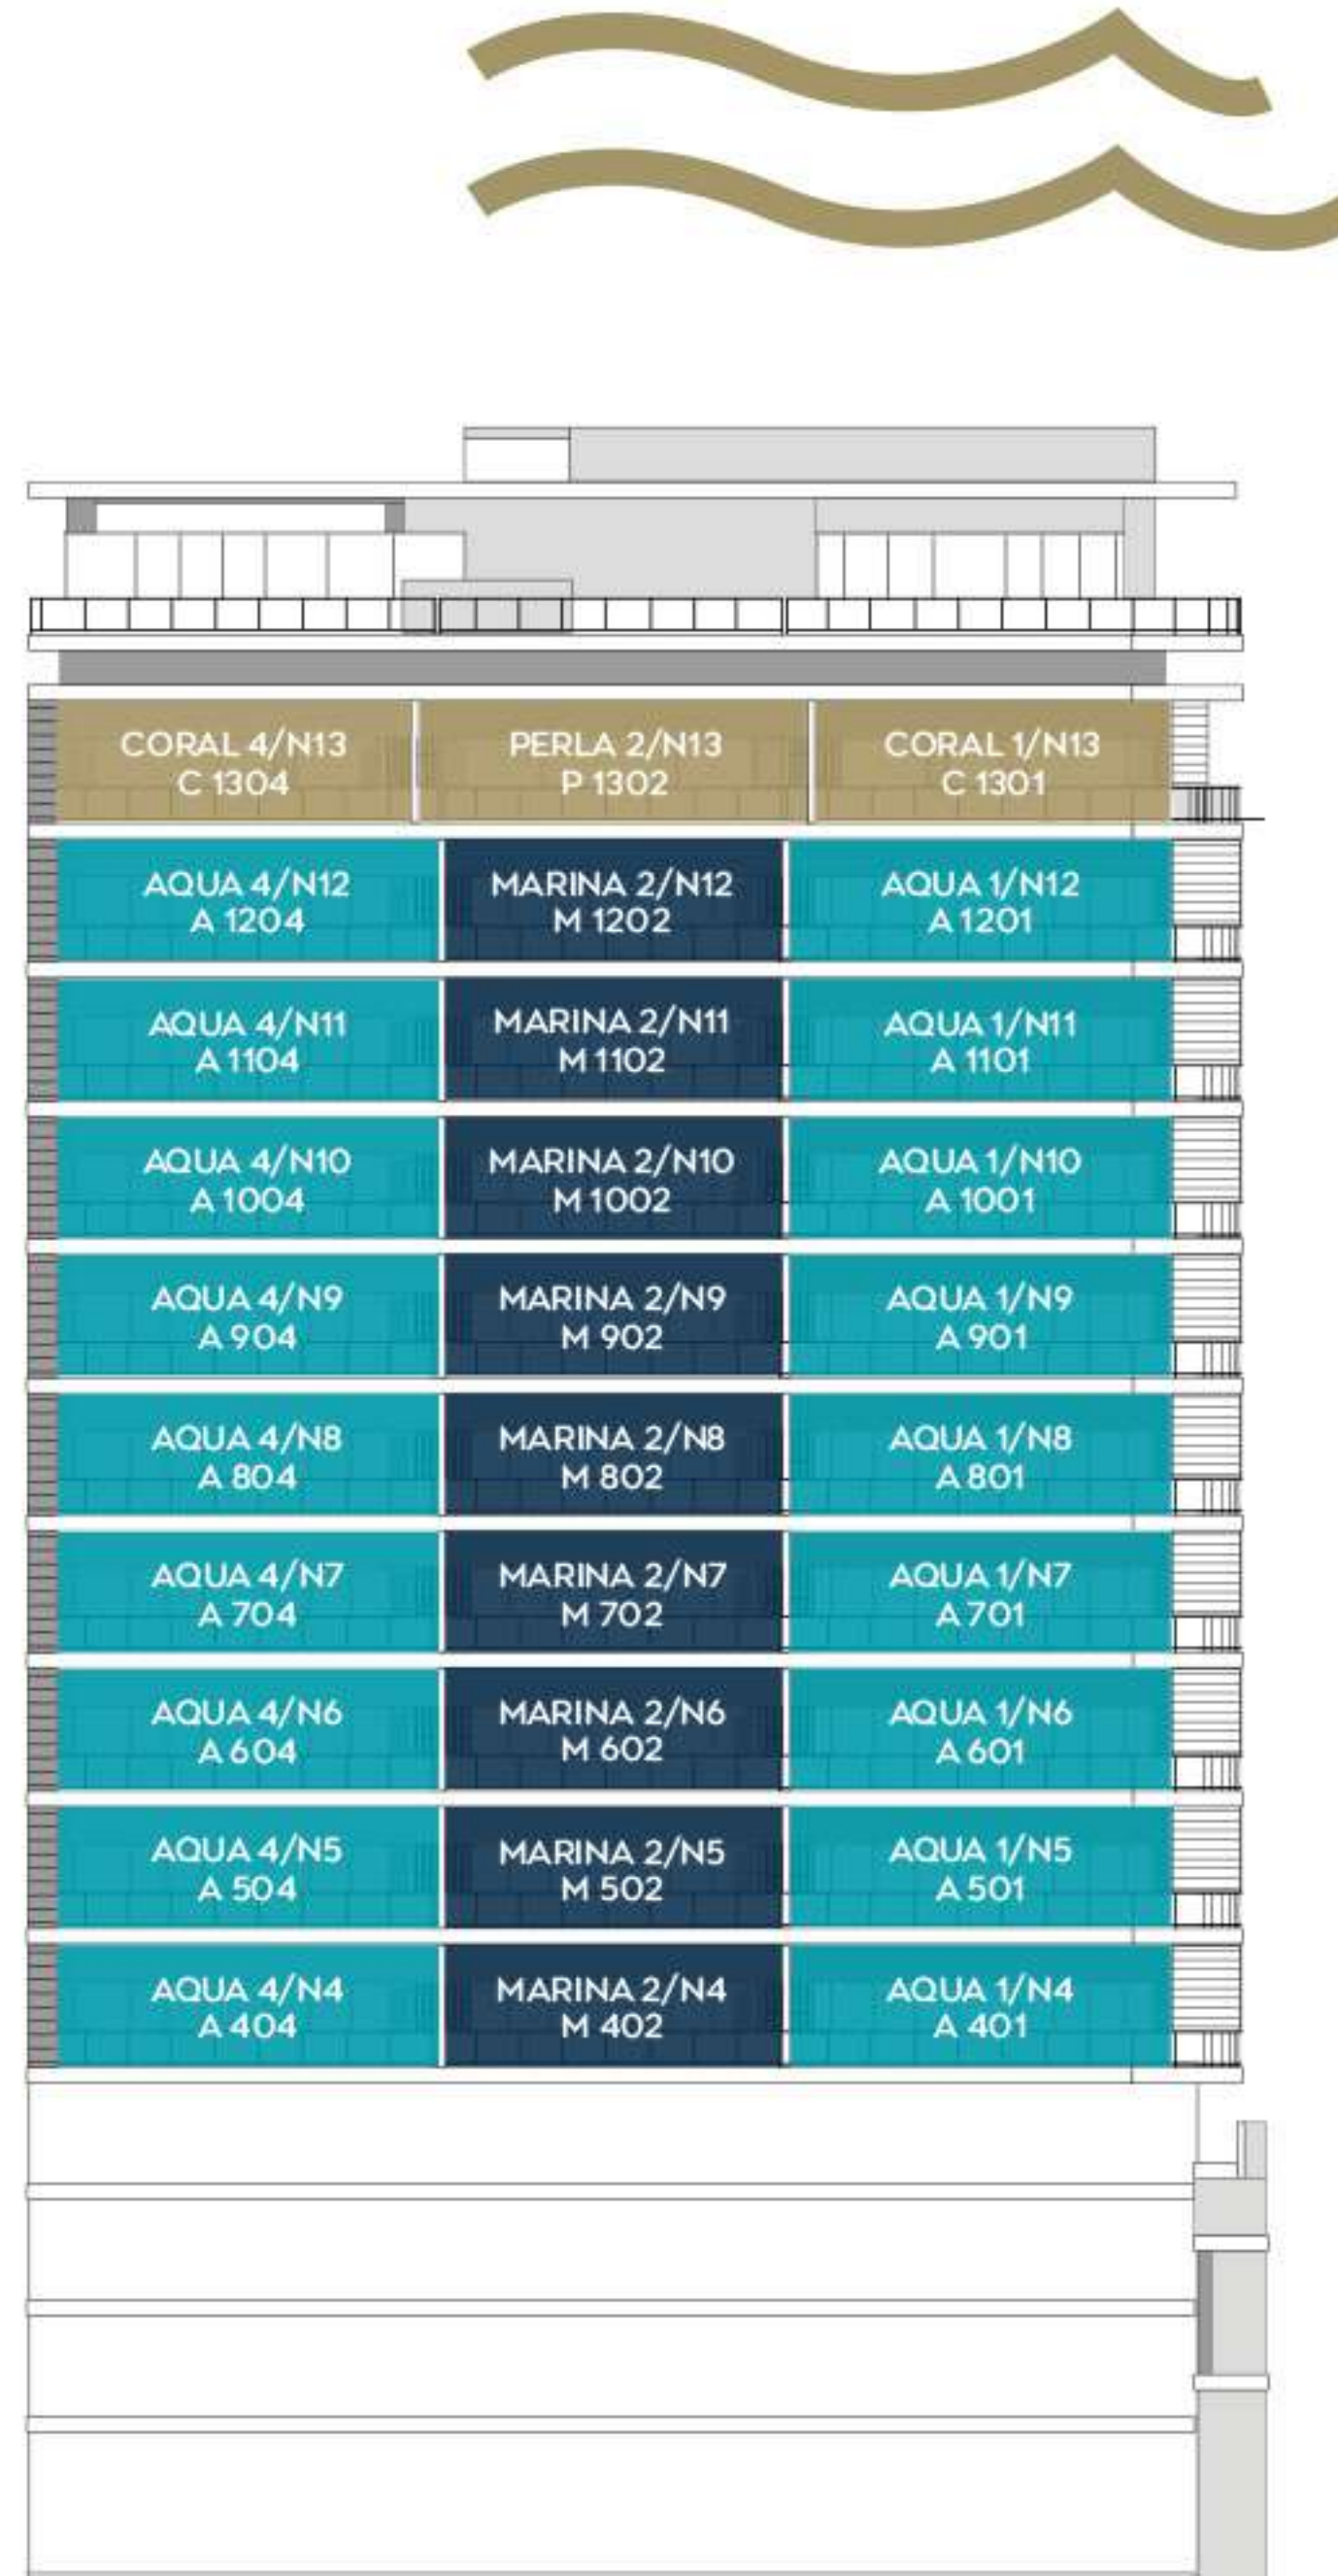 CORAL 4/N13
C 1304
PERLA 2/N13
P 1302
CORAL 1/N13
C 1301
AQUA 4/N12
A 1204
MARINA 2/N12
M 1202
AQUA 1/N12
A 1201
AQUA 4/N11
A 1104
MARINA 2/N11
M 1102
AQUA 1/N11
A 1101
AQUA 4/N10
A 1004
MARINA 2/N10
M 1002
AQUA 1/N10
A 1001
AQUA 4/N9
A 904
MARINA 2/N9
M 902
AQUA 1/N9
A 901
AQUA 4/N8
A 804
MARINA 2/N8
M 802
AQUA 1/N8
A 801
AQUA 4/N7
A 704
MARINA 2/N7
M 702
AQUA 1/N7
A 701
AQUA 4/N6
A 604
MARINA 2/N6
M 602
AQUA 1/N6
A 601
AQUA 4/N5
A 504
MARINA 2/N5
M 502
AQUA 1/N5
A 501
AQUA 4/N4
A 404
MARINA 2/N4
M 402
AQUA 1/N4
A 401